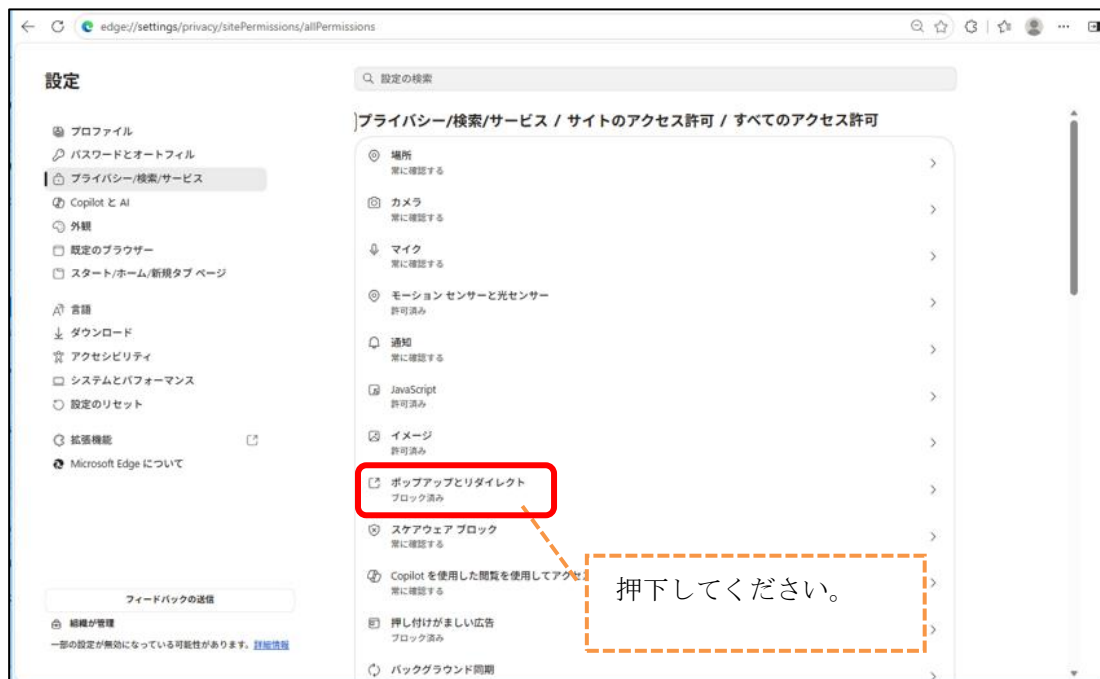 edge://settings/privacy/sitePermissions/allPermissions
設定
設定の検索
プロファイル
パスワードとオートフィル
プライバシー/検索/サービス
Copilot と AI
外観
既定のブラウザー
スタート/ホーム/新規タブ ページ
言語
ダウンロード
アクセシビリティ
システムとパフォーマンス
設定のリセット
拡張機能
Microsoft Edge について
フィードバックの送信
組織が管理
一部の設定が無効になっている可能性があります。詳細情報
プライバシー/検索/サービス / サイトのアクセス許可 / すべてのアクセス許可
場所
常に確認する
カメラ
常に確認する
マイク
常に確認する
モーション センサーと光センサー
許可済み
通知
常に確認する
JavaScript
許可済み
イメージ
許可済み
ポップアップとリダイレクト
ブロック済み
スケアウェア ブロック
常に確認する
Copilot を使用した閲覧を使用してアクセス
常に確認する
押し付けがましい広告
ブロック済み
バックグラウンド同期
押下してください。